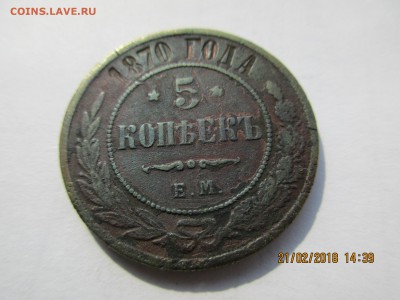 COINS.LAVE.RU
1870 ГОДА
5
КОПѢЕКЪ
Е.М.
21/02/2018 14:39